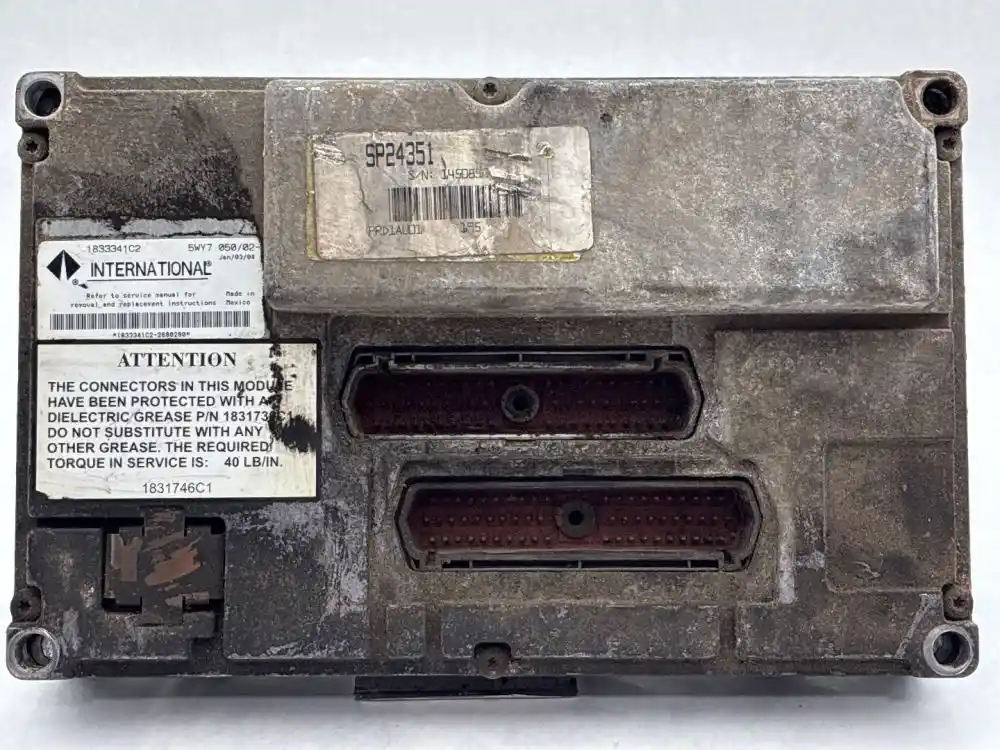 SP24351
S/N:
1833341C2 5WY7 050/02-
Jan/03/04
INTERNATIONAL®
Refer to service manual for Made in
removal and replacement instructions Mexico
*1833341C2-2680280*
ATTENTION
THE CONNECTORS IN THIS MODULE
HAVE BEEN PROTECTED WITH
DIELECTRIC GREASE P/N
DO NOT SUBSTITUTE WITH ANY
OTHER GREASE. THE REQUIRED
TORQUE IN SERVICE IS: 40 LB/IN.
1831746C1